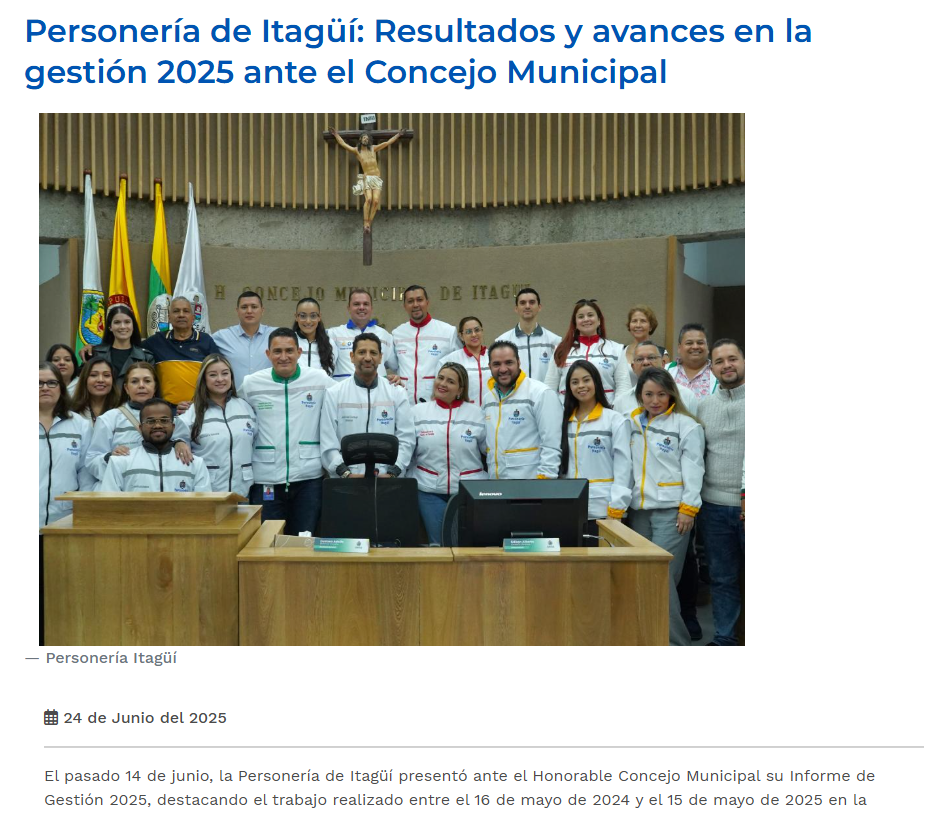 Personería de Itagüí: Resultados y avances en la
gestión 2025 ante el Concejo Municipal
H. CONCEJO MUNICIPAL DE ITAGÜÍ
— Personería Itagüí
24 de Junio del 2025
El pasado 14 de junio, la Personería de Itagüí presentó ante el Honorable Concejo Municipal su Informe de
Gestión 2025, destacando el trabajo realizado entre el 16 de mayo de 2024 y el 15 de mayo de 2025 en la